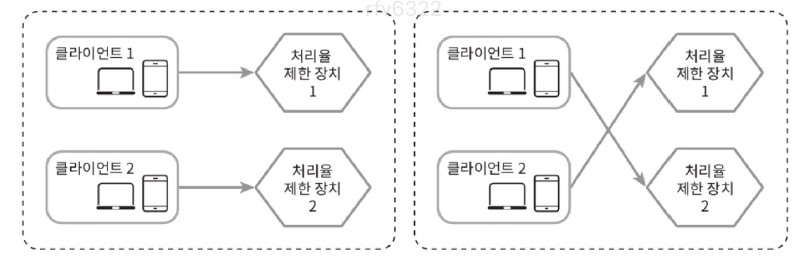 rfy6322
클라이언트 1
처리율
제한 장치
1
클라이언트 2
처리율
제한 장치
2
클라이언트 1
처리율
제한 장치
1
클라이언트 2
처리율
제한 장치
2